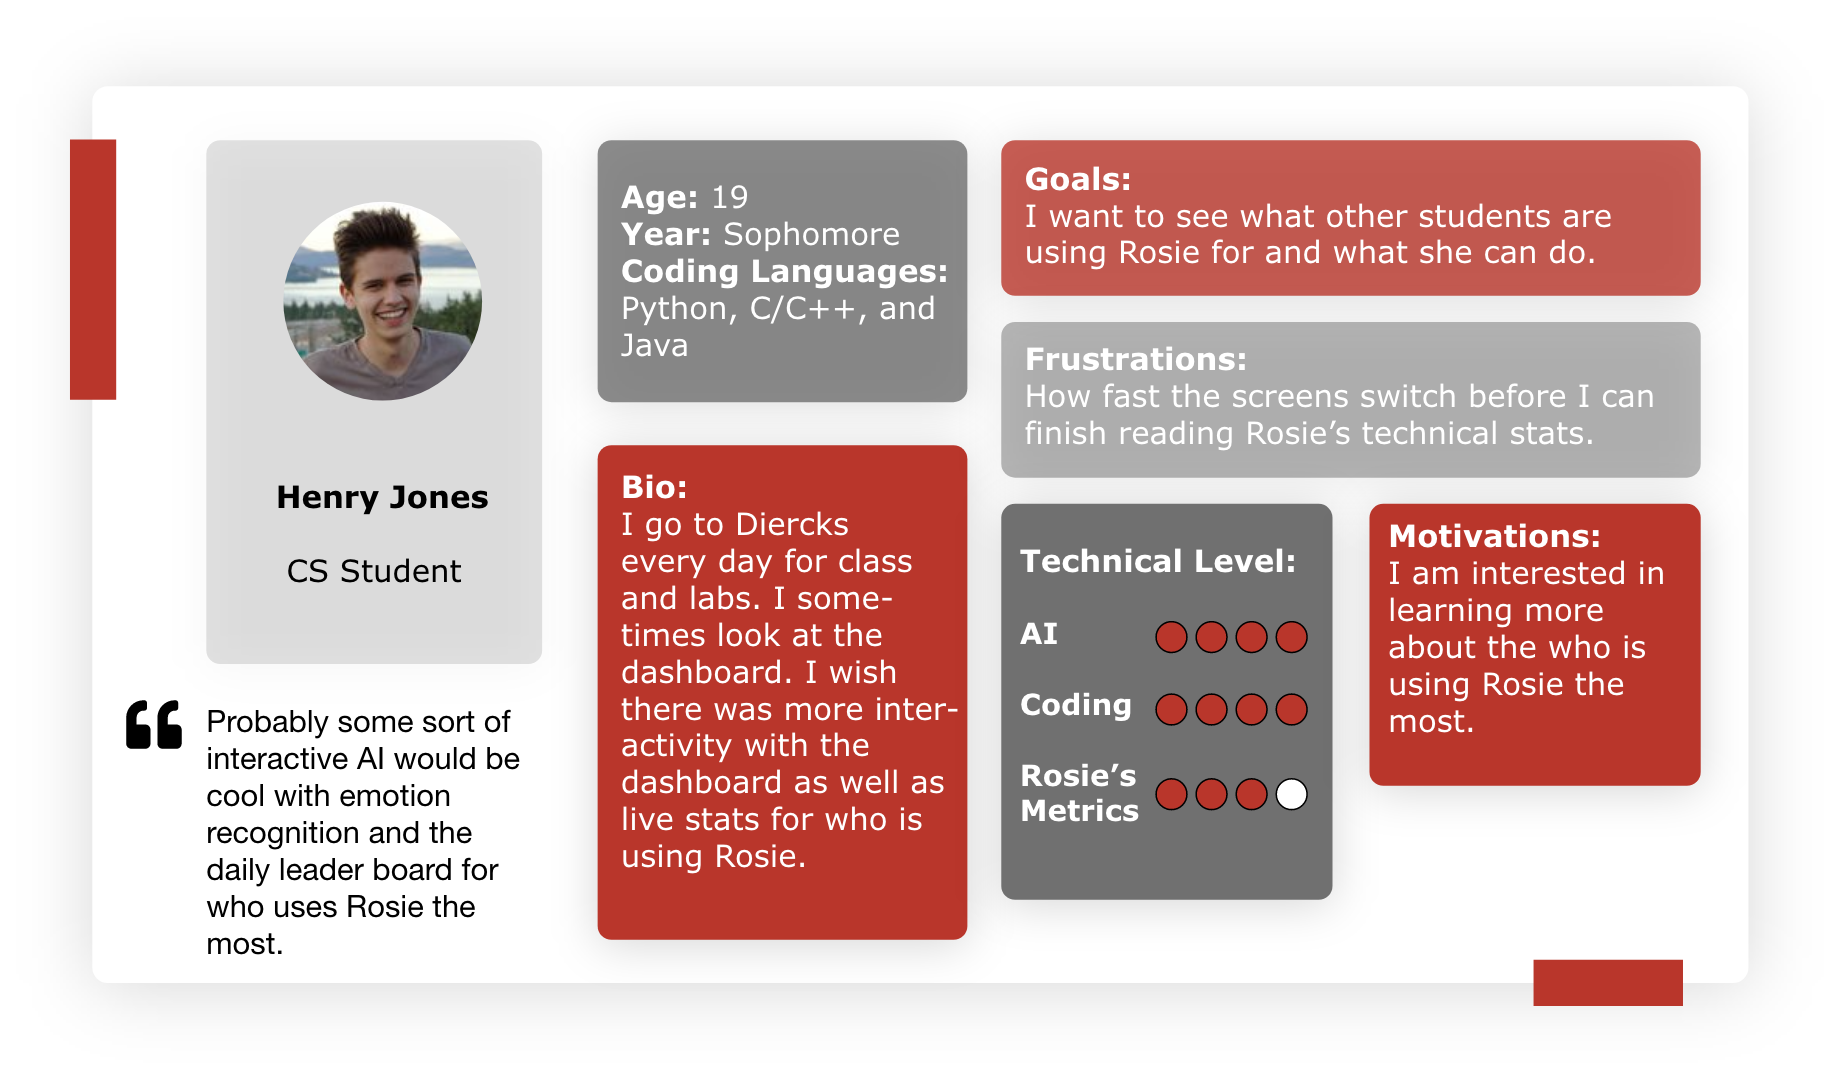 Henry Jones
CS Student
Probably some sort of
interactive AI would be
cool with emotion
recognition and the
daily leader board for
who uses Rosie the
most.
Age: 19
Year: Sophomore
Coding Languages:
Python, C/C++, and
Java
Bio:
I go to Diercks
every day for class
and labs. I some-
times look at the
dashboard. I wish
there was more inter-
activity with the
dashboard as well as
live stats for who is
using Rosie.
Goals:
I want to see what other students are
using Rosie for and what she can do.
Frustrations:
How fast the screens switch before I can
finish reading Rosie’s technical stats.
Technical Level:
AI
Coding
Rosie’s
Metrics
Motivations:
I am interested in
learning more
about the who is
using Rosie the
most.